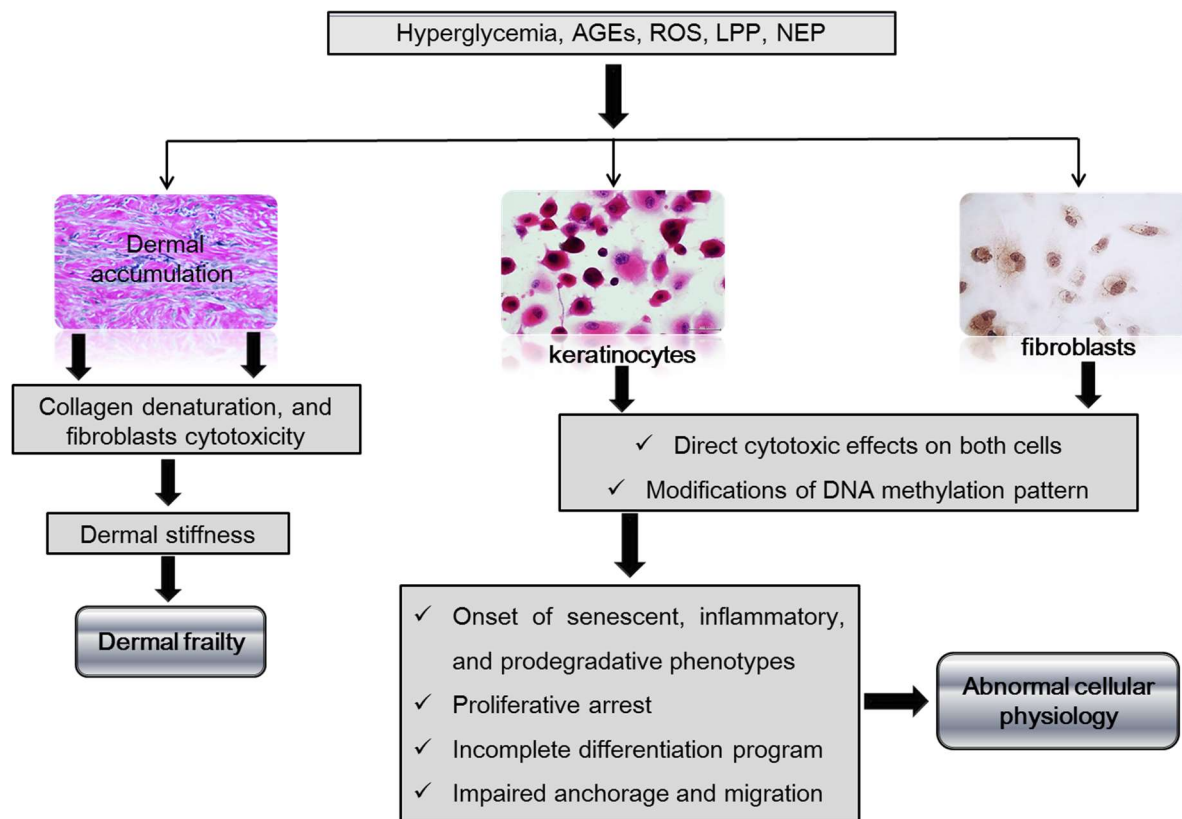 Hyperglycemia, AGEs, ROS, LPP, NEP
Dermal
accumulation
keratinocytes
fibroblasts
Collagen denaturation, and
fibroblasts cytotoxicity
✓ Direct cytotoxic effects on both cells
✓ Modifications of DNA methylation pattern
Dermal stiffness
Dermal frailty
✓ Onset of senescent, inflammatory,
and prodegradative phenotypes
✓ Proliferative arrest
✓ Incomplete differentiation program
✓ Impaired anchorage and migration
Abnormal cellular
physiology